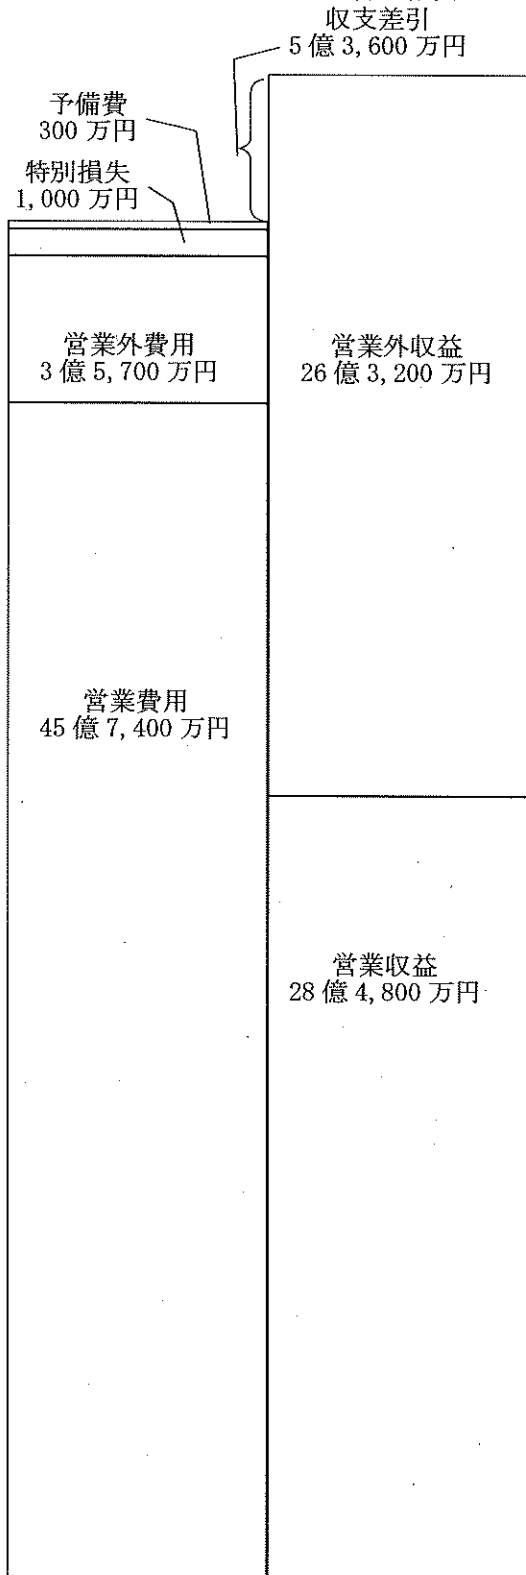 収支差引
5億3,600万円
予備費
300万円
特別損失
1,000万円
営業外費用
3億5,700万円
営業外収益
26億3,200万円
営業費用
45億7,400万円
営業収益
28億4,800万円